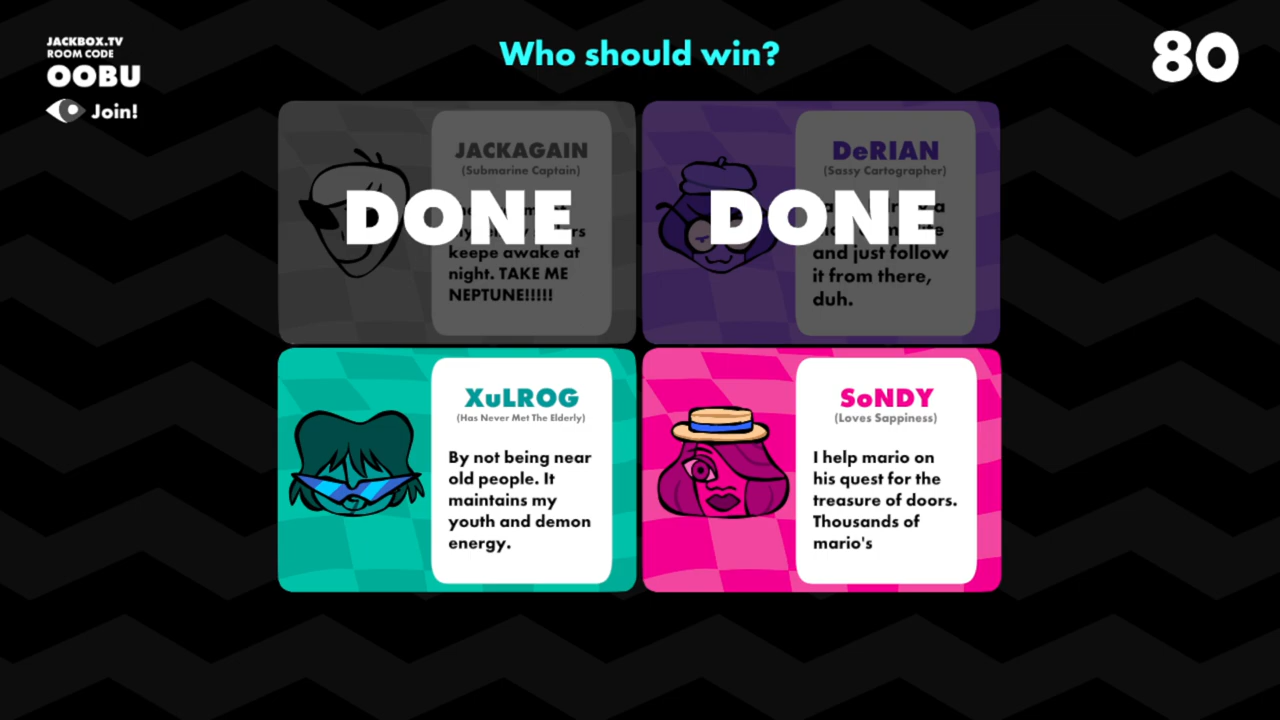 JACKBOX.TV
ROOM CODE
OOBU
Join!
Who should win?
80
JACKAGAIN
(Submarine Captain)
DONE
keepe awake at
night. TAKE ME
NEPTUNE!!!!!
DeRIAN
(Sassy Cartographer)
DONE
and just follow
it from there,
duh.
XuLROG
(Has Never Met The Elderly)
By not being near
old people. It
maintains my
youth and demon
energy.
SoNDY
(Loves Sappiness)
I help mario on
his quest for the
treasure of doors.
Thousands of
mario's